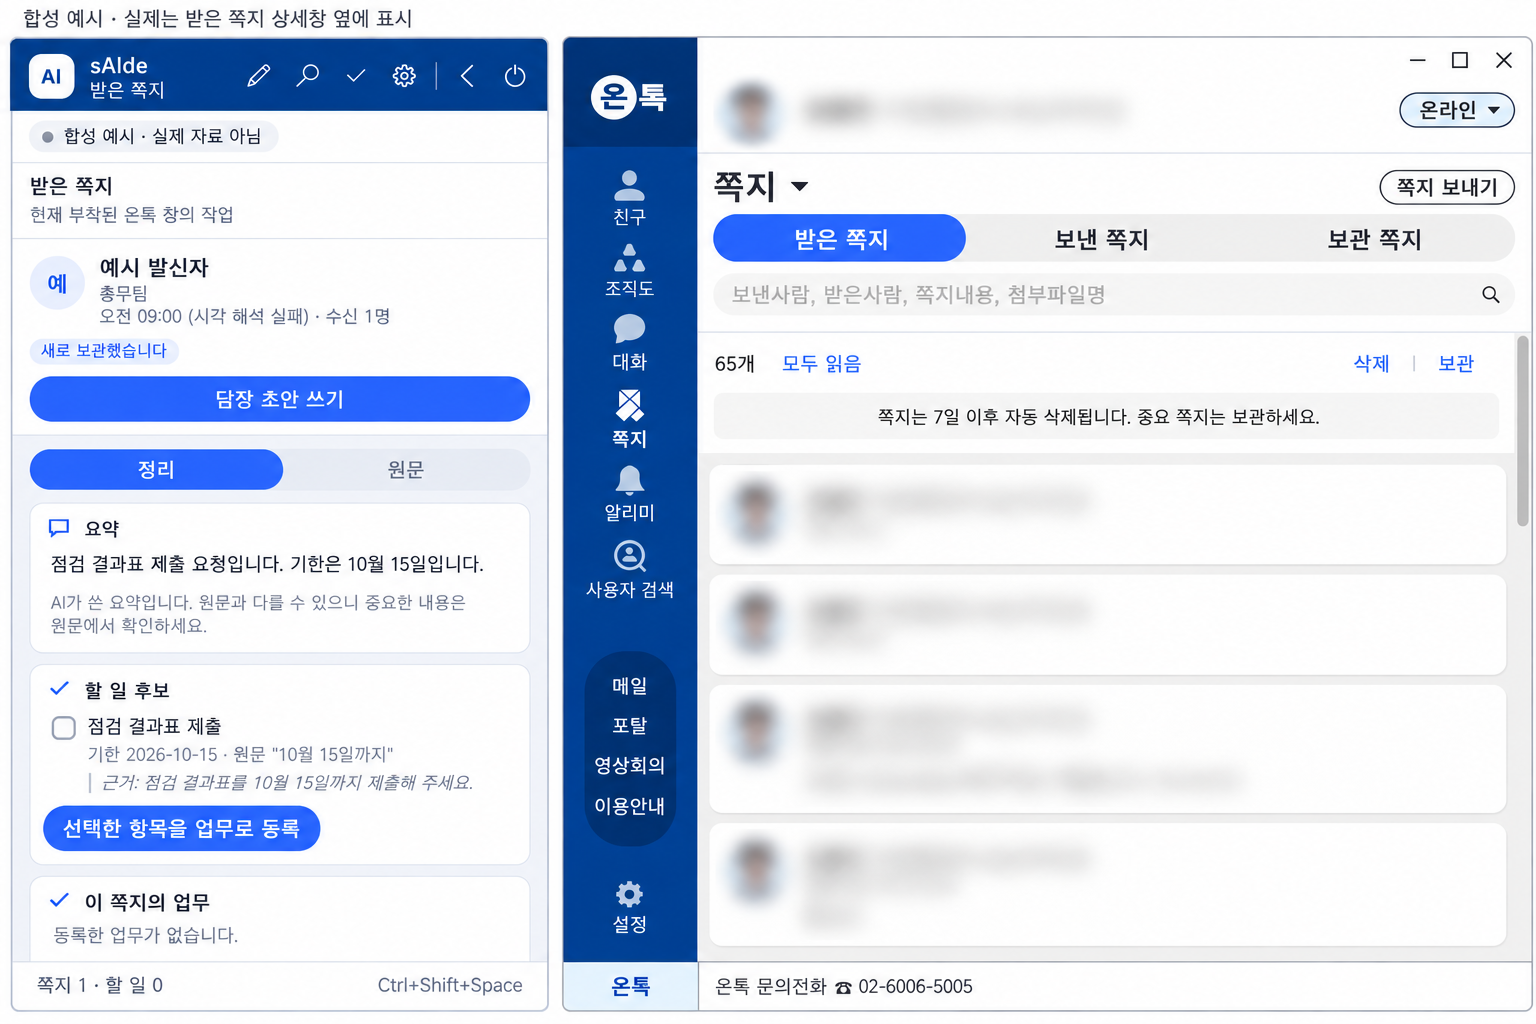 합성 예시 · 실제는 받은 쪽지 상세창 옆에 표시
AI
sAIde
받은 쪽지
합성 예시 · 실제 자료 아님
받은 쪽지
현재 부착된 온톡 창의 작업
예
예시 발신자
총무팀
오전 09:00 (시각 해석 실패) · 수신 1명
새로 보관했습니다
답장 초안 쓰기
정리
원문
요약
점검 결과표 제출 요청입니다. 기한은 10월 15일입니다.
AI가 쓴 요약입니다. 원문과 다를 수 있으니 중요한 내용은
원문에서 확인하세요.
할 일 후보
점검 결과표 제출
기한 2026-10-15 · 원문 "10월 15일까지"
근거: 점검 결과표를 10월 15일까지 제출해 주세요.
선택한 항목을 업무로 등록
이 쪽지의 업무
등록한 업무가 없습니다.
쪽지 1 · 할 일 0
Ctrl+Shift+Space
온톡
친구
조직도
대화
쪽지
알리미
사용자 검색
메일
포탈
영상회의
이용안내
설정
온톡
온라인
쪽지
쪽지 보내기
받은 쪽지
보낸 쪽지
보관 쪽지
보낸사람, 받은사람, 쪽지내용, 첨부파일명
65개
모두 읽음
삭제
보관
쪽지는 7일 이후 자동 삭제됩니다. 중요 쪽지는 보관하세요.
온톡 문의전화 ☎ 02-6006-5005